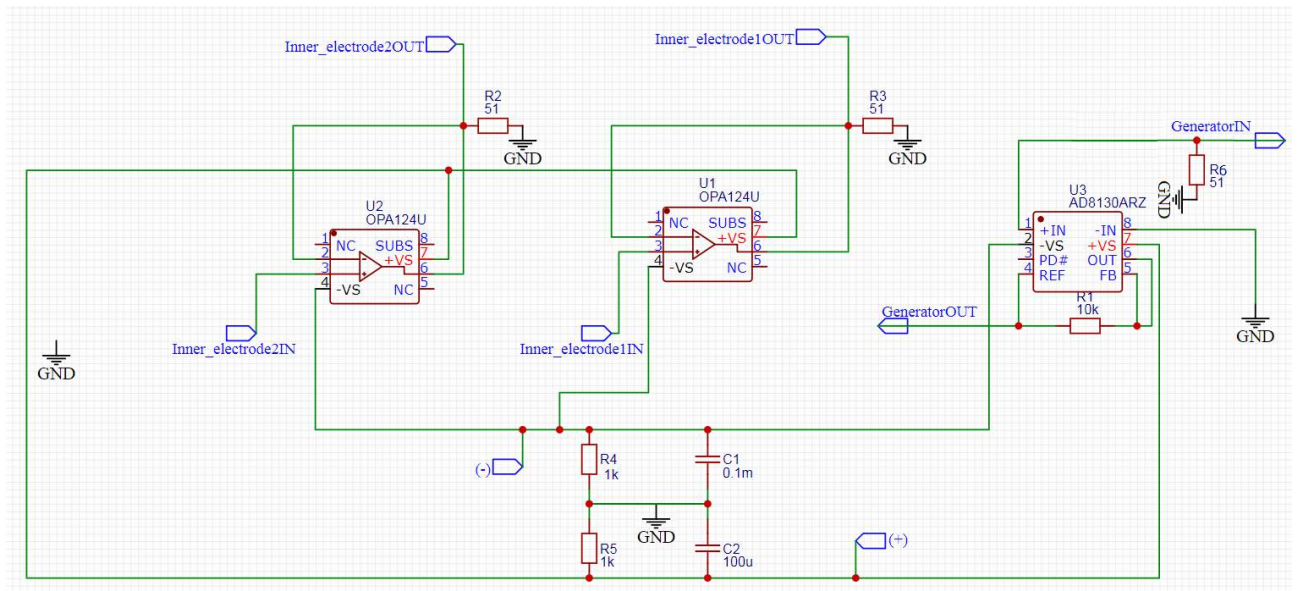 Inner_electrode2OUT
Inner_electrode1OUT
R2
51
GND
R3
51
GND
GeneratorIN
R6
51
GND
U2
OPA124U
1 NC SUBS 8
2 +VS 7
3 6
4 -VS NC 5
U1
OPA124U
1 NC SUBS 8
2 +VS 7
3 6
4 -VS NC 5
U3
AD8130ARZ
1 +IN -IN 8
2 -VS +VS 7
3 PD# OUT 6
4 REF FB 5
R1
10k
GeneratorOUT
GND
Inner_electrode2IN
Inner_electrode1IN
GND
(-)
R4
1k
C1
0.1m
GND
R5
1k
C2
100u
(+)